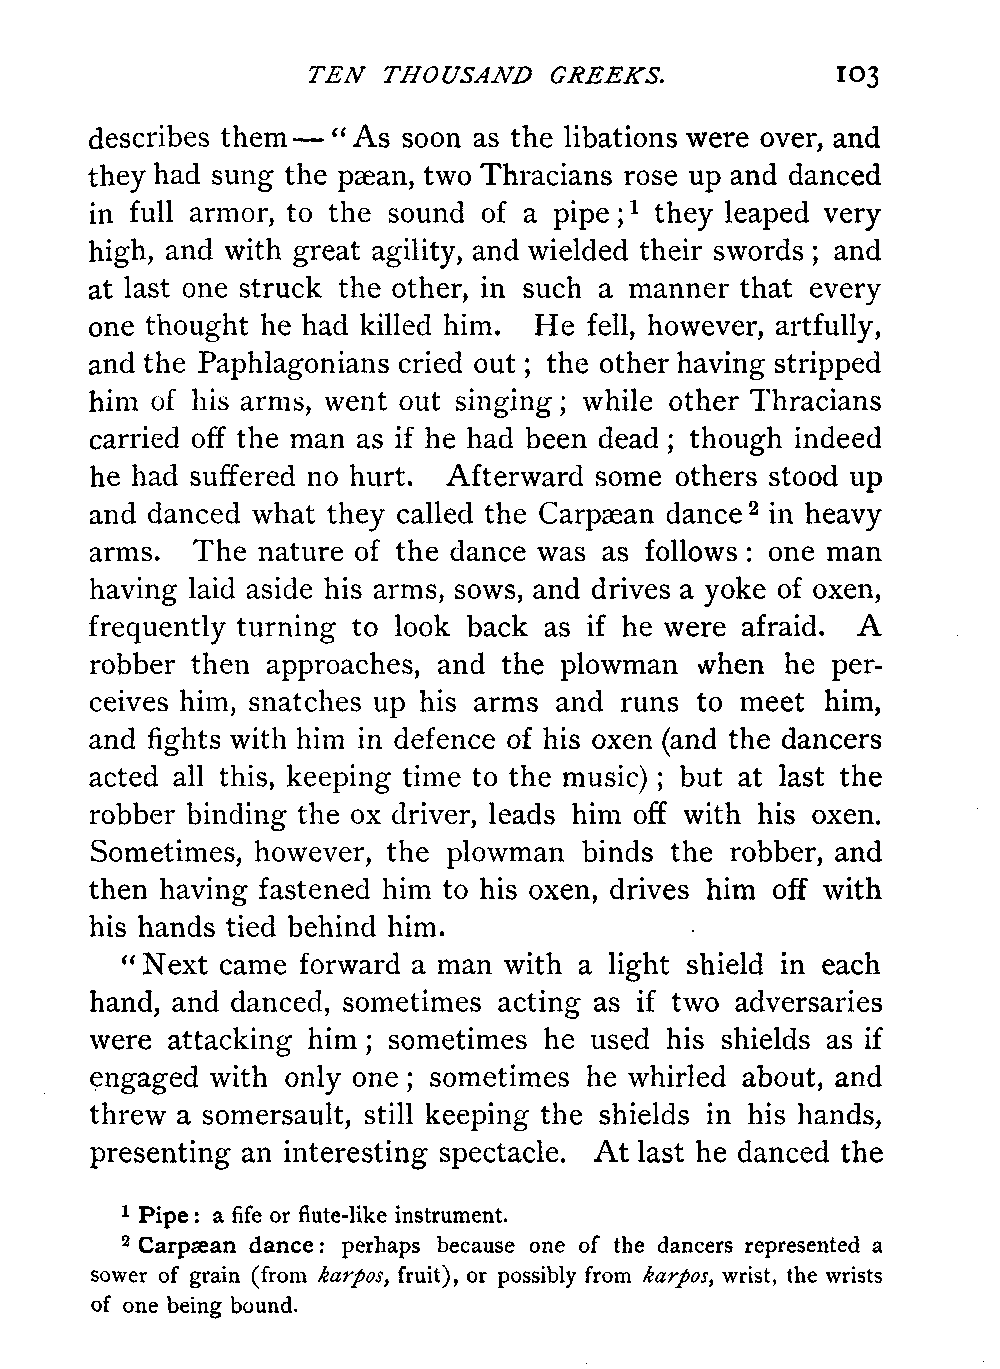 TEN THOUSAND GREEKS. 103
describes them — “ As soon as the libations were over, and
they had sung the pæan, two Thracians rose up and danced
in full armor, to the sound of a pipe ;¹ they leaped very
high, and with great agility, and wielded their swords ; and
at last one struck the other, in such a manner that every
one thought he had killed him. He fell, however, artfully,
and the Paphlagonians cried out ; the other having stripped
him of his arms, went out singing ; while other Thracians
carried off the man as if he had been dead ; though indeed
he had suffered no hurt. Afterward some others stood up
and danced what they called the Carpæan dance² in heavy
arms. The nature of the dance was as follows : one man
having laid aside his arms, sows, and drives a yoke of oxen,
frequently turning to look back as if he were afraid. A
robber then approaches, and the plowman when he per-
ceives him, snatches up his arms and runs to meet him,
and fights with him in defence of his oxen (and the dancers
acted all this, keeping time to the music) ; but at last the
robber binding the ox driver, leads him off with his oxen.
Sometimes, however, the plowman binds the robber, and
then having fastened him to his oxen, drives him off with
his hands tied behind him.
“ Next came forward a man with a light shield in each
hand, and danced, sometimes acting as if two adversaries
were attacking him ; sometimes he used his shields as if
engaged with only one ; sometimes he whirled about, and
threw a somersault, still keeping the shields in his hands,
presenting an interesting spectacle. At last he danced the
¹ Pipe : a fife or flute-like instrument.
² Carpæan dance : perhaps because one of the dancers represented a
sower of grain (from karpos, fruit), or possibly from karpos, wrist, the wrists
of one being bound.